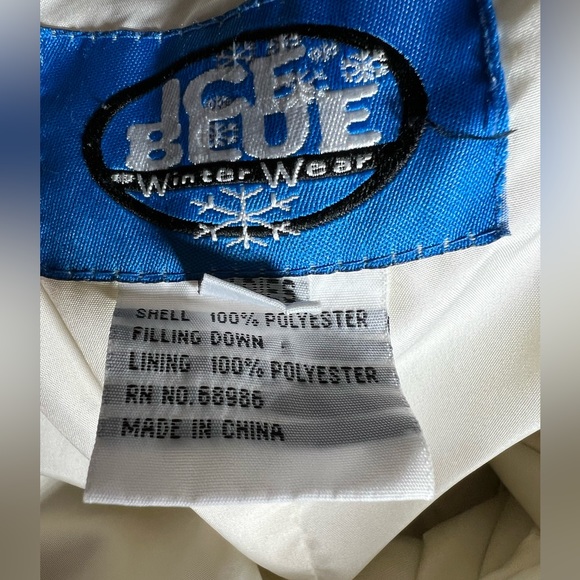 ICE
BLUE
Winter Wear
SHELL 100% POLYESTER
FILLING DOWN
LINING 100% POLYESTER
RN NO.68986
MADE IN CHINA